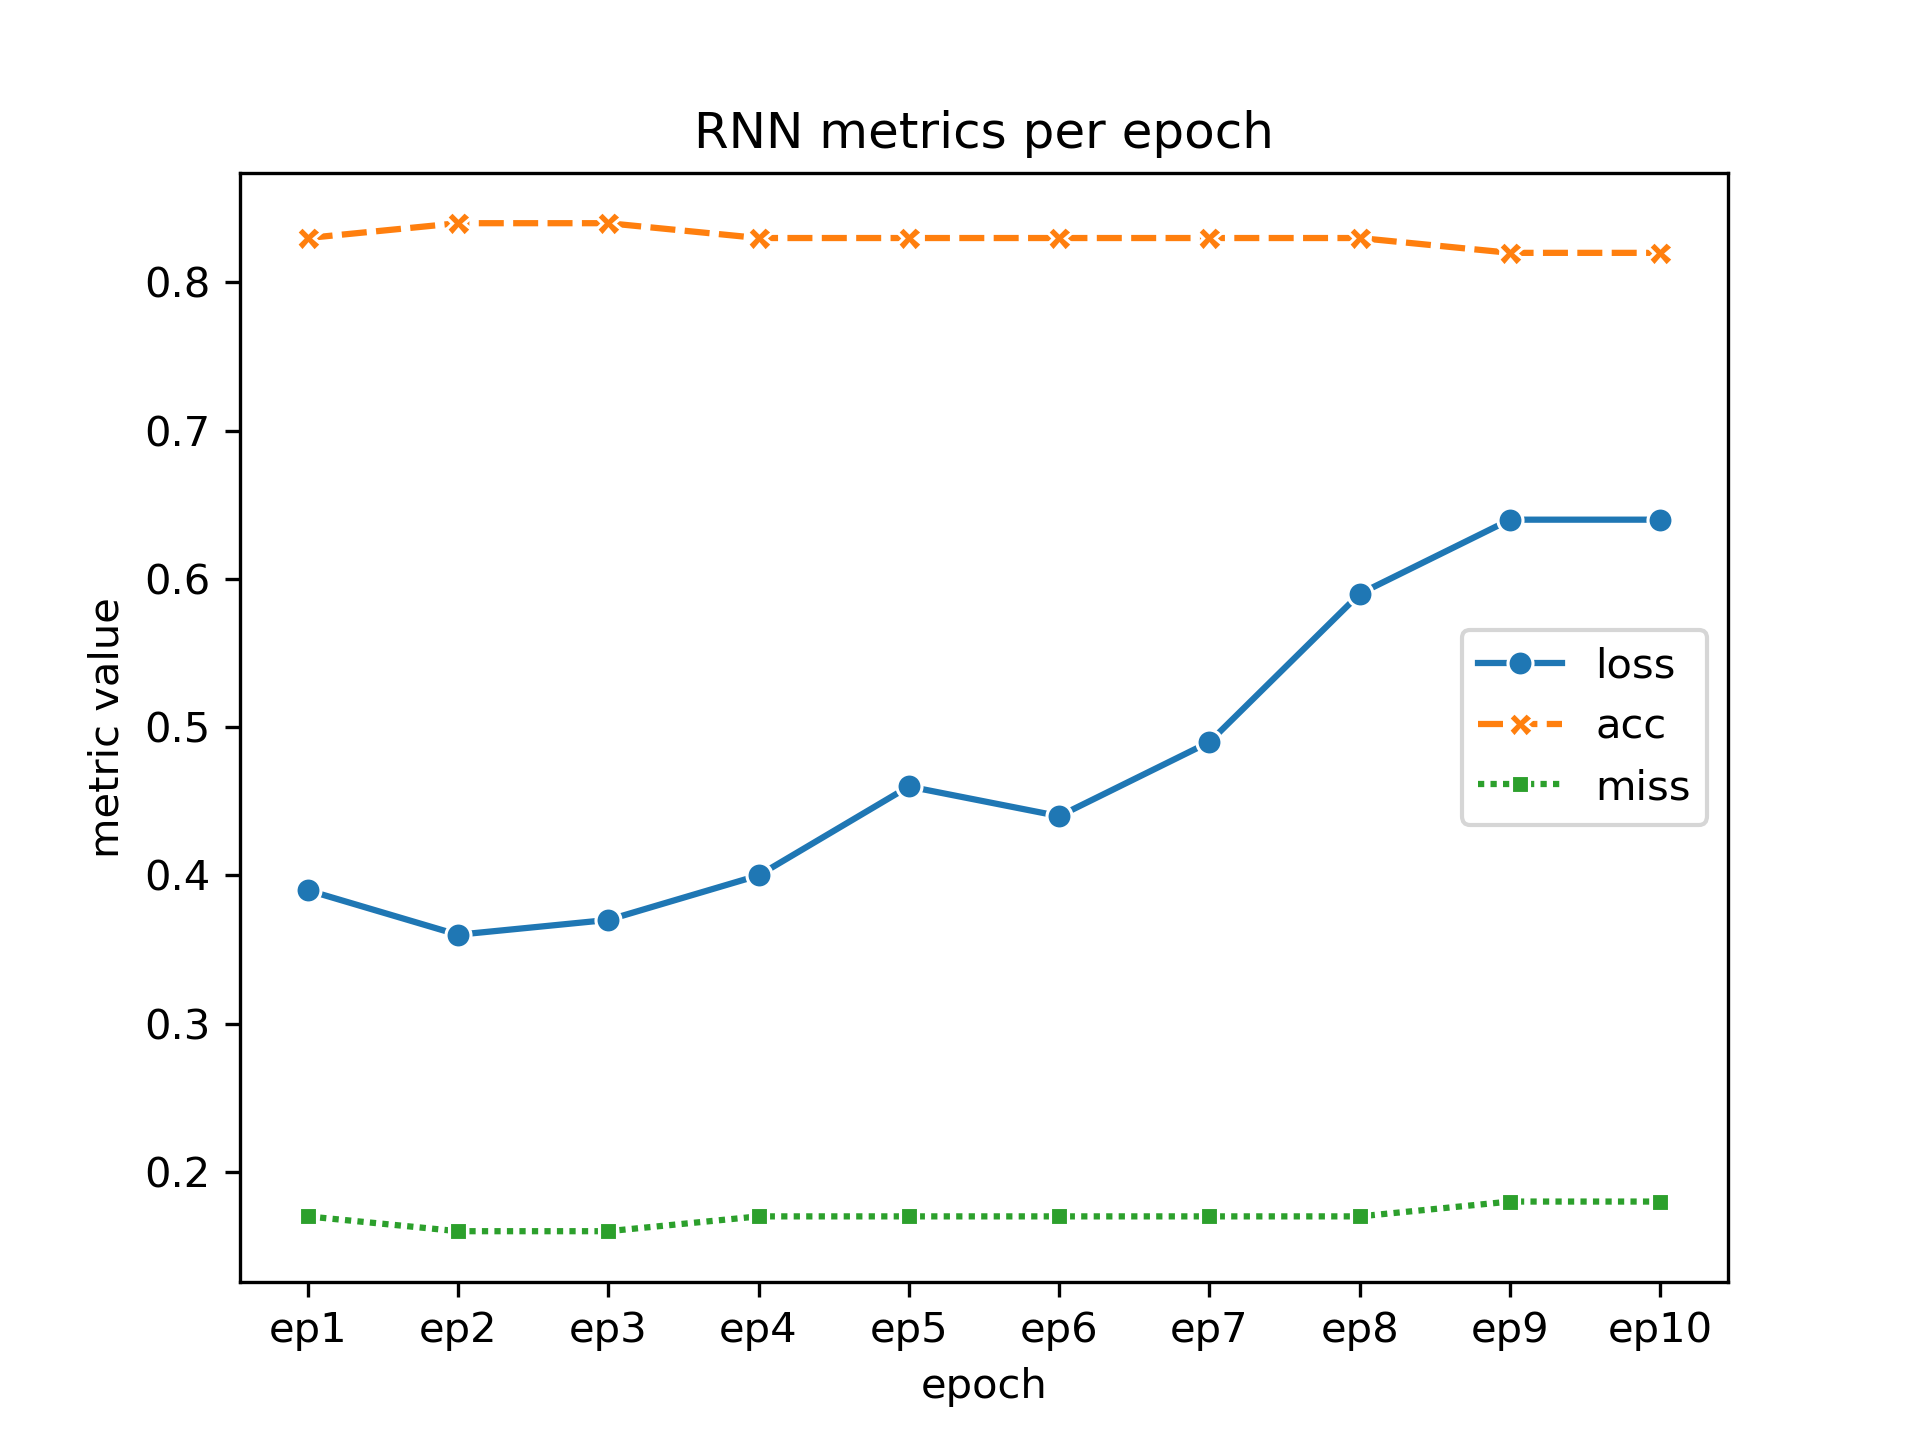 RNN metrics per epoch
metric value
0.8
0.7
0.6
0.5
0.4
0.3
0.2
loss
acc
miss
ep1 ep2 ep3 ep4 ep5 ep6 ep7 ep8 ep9 ep10
epoch